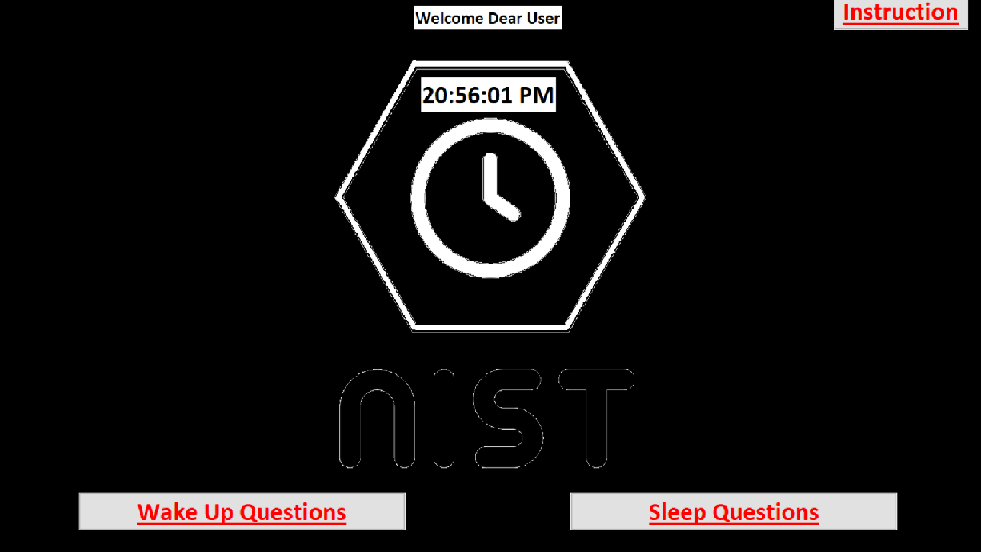 Welcome Dear User
Instruction
20:56:01 PM
nIST
Wake Up Questions
Sleep Questions